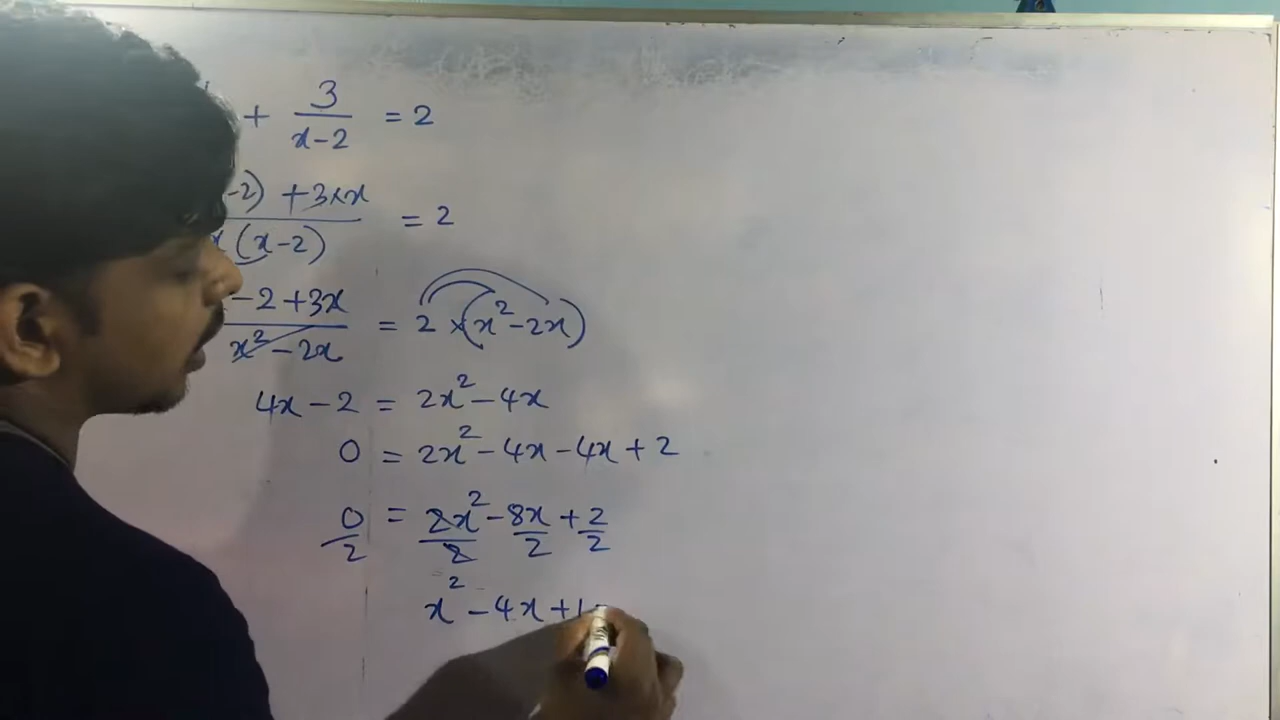 + 3/(x-2) = 2
-2) + 3×x / x(x-2) = 2
-2+3x / x²-2x = 2×(x²-2x)
4x-2 = 2x²-4x
0 = 2x²-4x-4x+2
0/2 = 2x²/2 - 8x/2 + 2/2
x²-4x+1